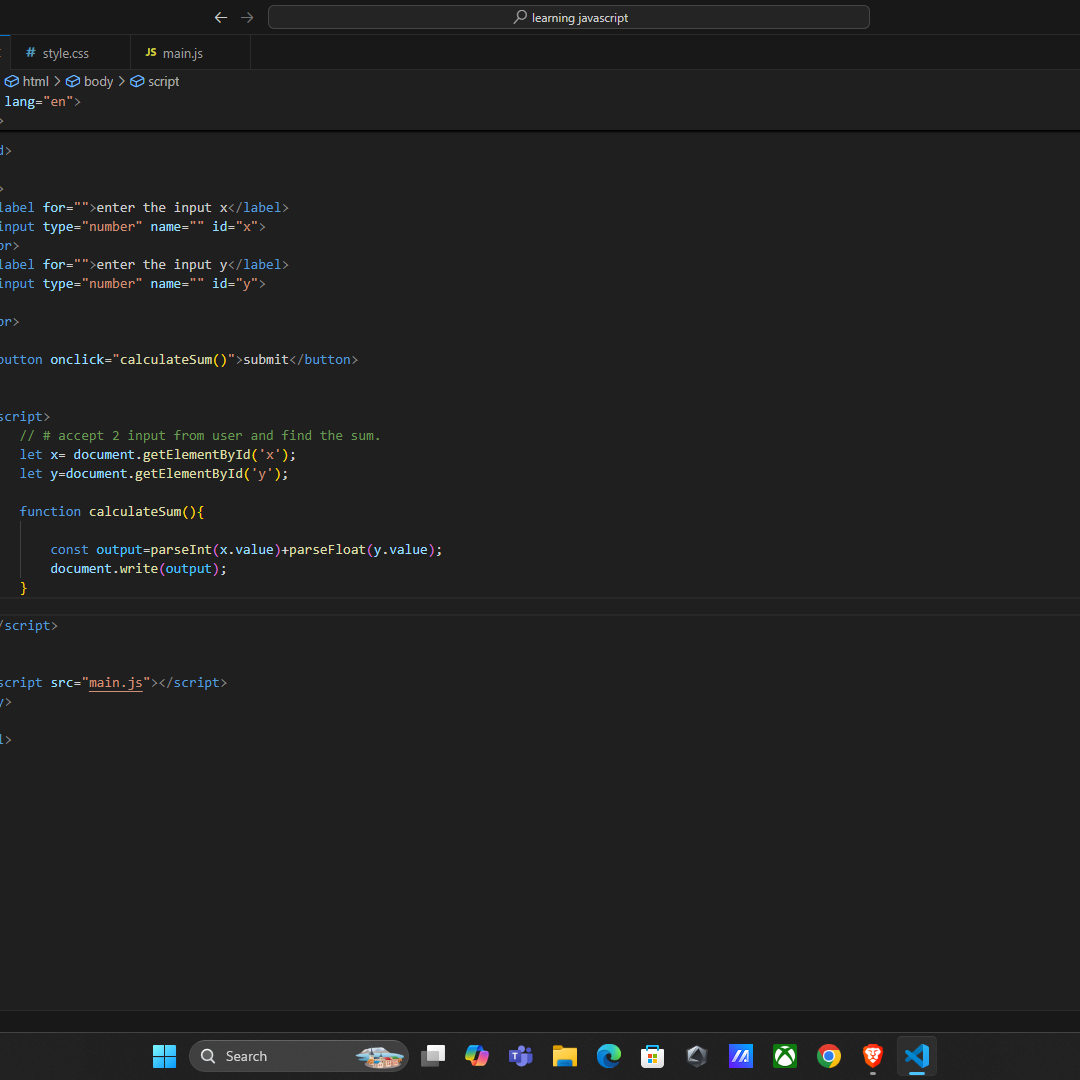 learning javascript
# style.css JS main.js
html > body > script
lang="en">
>
d>
>
label for="">enter the input x</label>
input type="number" name="" id="x">
br>
label for="">enter the input y</label>
input type="number" name="" id="y">
br>
button onclick="calculateSum()">submit</button>
script>
// # accept 2 input from user and find the sum.
let x= document.getElementById('x');
let y=document.getElementById('y');
function calculateSum(){
const output=parseInt(x.value)+parseFloat(y.value);
document.write(output);
}
/script>
script src="main.js"></script>
y>
l>
Search